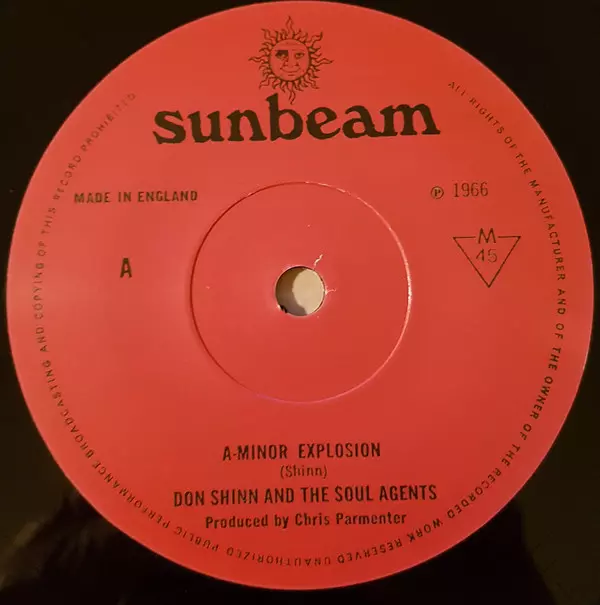 sunbeam
MADE IN ENGLAND
℗ 1966
A
M
45
A-MINOR EXPLOSION
(Shinn)
DON SHINN AND THE SOUL AGENTS
Produced by Chris Parmenter
ALL RIGHTS OF THE MANUFACTURER AND OF THE OWNER OF THE RECORDED WORK RESERVED UNAUTHORIZED PUBLIC PERFORMANCE BROADCASTING AND COPYING OF THIS RECORD PROHIBITED